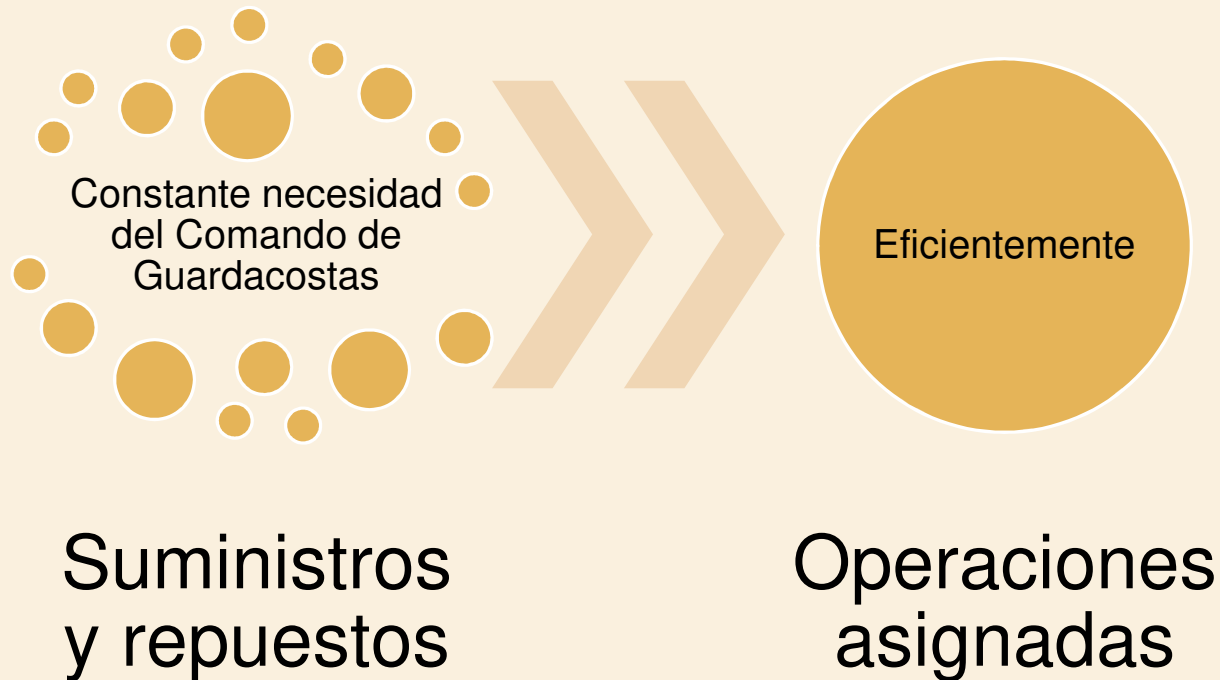 Constante necesidad
del Comando de
Guardacostas
Eficientemente
Suministros
y repuestos
Operaciones
asignadas